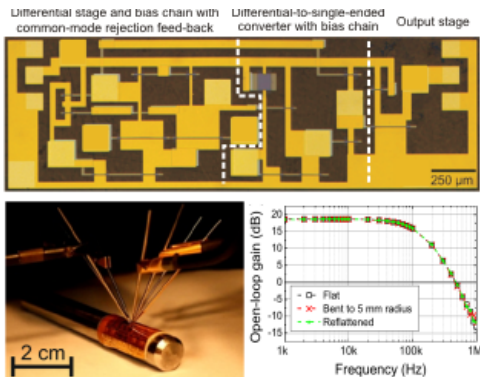 Differential stage and bias chain with
common-mode rejection feed-back
Differential-to-single-ended
converter with bias chain
Output stage
250 µm
2 cm
Open-loop gain (dB)
20
15
10
5
0
-5
-10
-15
Flat
Bent to 5 mm radius
Reflattened
1k
10k
100k
1M
Frequency (Hz)